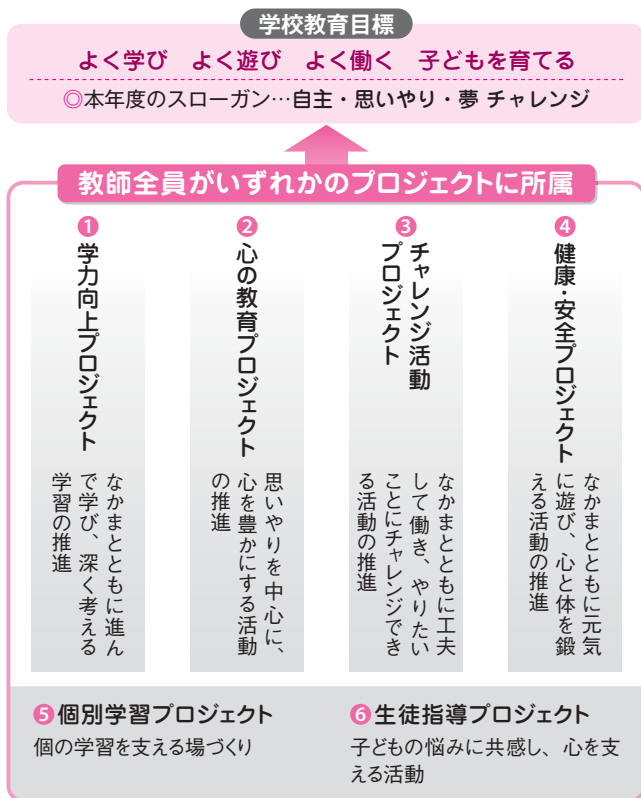 学校教育目標
よく学び　よく遊び　よく働く　子どもを育てる
◎本年度のスローガン…自主・思いやり・夢 チャレンジ
教師全員がいずれかのプロジェクトに所属
❶学力向上プロジェクト
なかまとともに進ん
で学び、深く考える
学習の推進
❷心の教育プロジェクト
思いやりを中心に、
心を豊かにする活動
の推進
❸チャレンジ活動
プロジェクト
なかまとともに工夫
して働き、やりたい
ことにチャレンジでき
る活動の推進
❹健康・安全プロジェクト
なかまとともに元気
に遊び、心と体を鍛
える活動の推進
❺個別学習プロジェクト
個の学習を支える場づくり
❻生徒指導プロジェクト
子どもの悩みに共感し、心を支
える活動